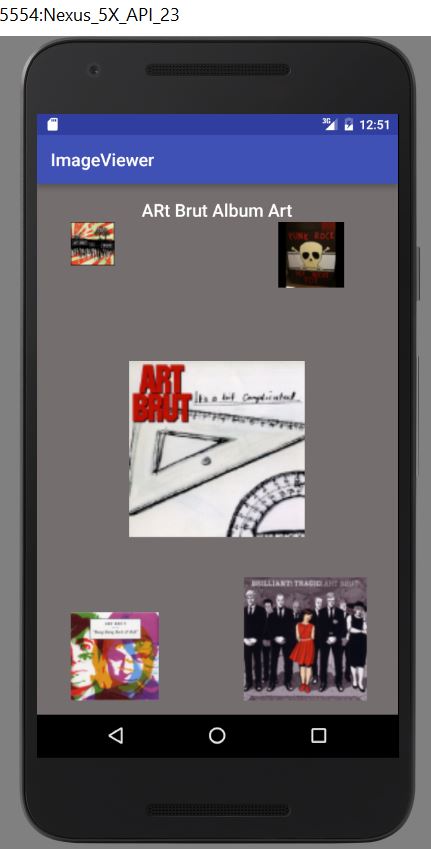 5554:Nexus_5X_API_23
3G 12:51
ImageViewer
ARt Brut Album Art
PUNK ROCK
ART
BRUT
It's a bit Complicated.
ART BRUT
"Bang Bang Rock & Roll"
BRILLIANT! TRAGIC! ART BRUT